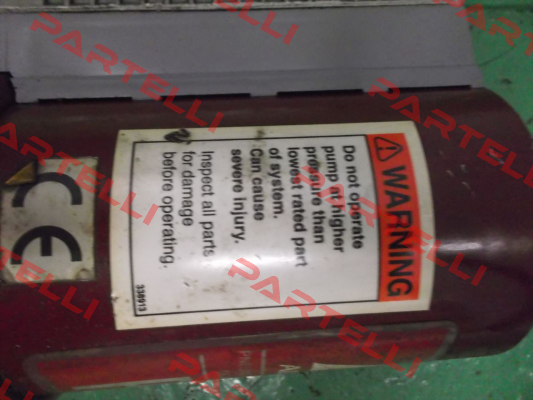 WARNING
Do not operate
pump at higher
pressure than
lowest rated part
of system.
Can cause
severe injury.
Inspect all parts
for damage
before operating.
338913
CE
PARTELLI
PARTELLI
PARTELLI
PARTELLI
PARTELLI
PARTELLI